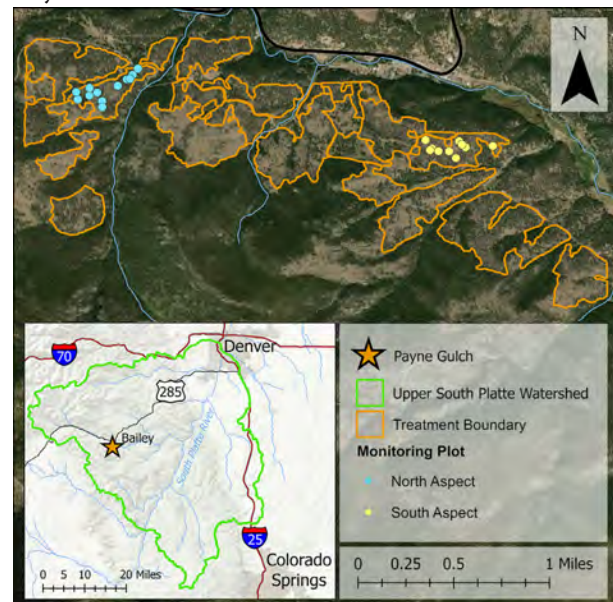 N
Denver
70
285
Bailey
South Platte River
25
Colorado
Springs
0 5 10 20 Miles
Payne Gulch
Upper South Platte Watershed
Treatment Boundary
Monitoring Plot
North Aspect
South Aspect
0 0.25 0.5 1 Miles